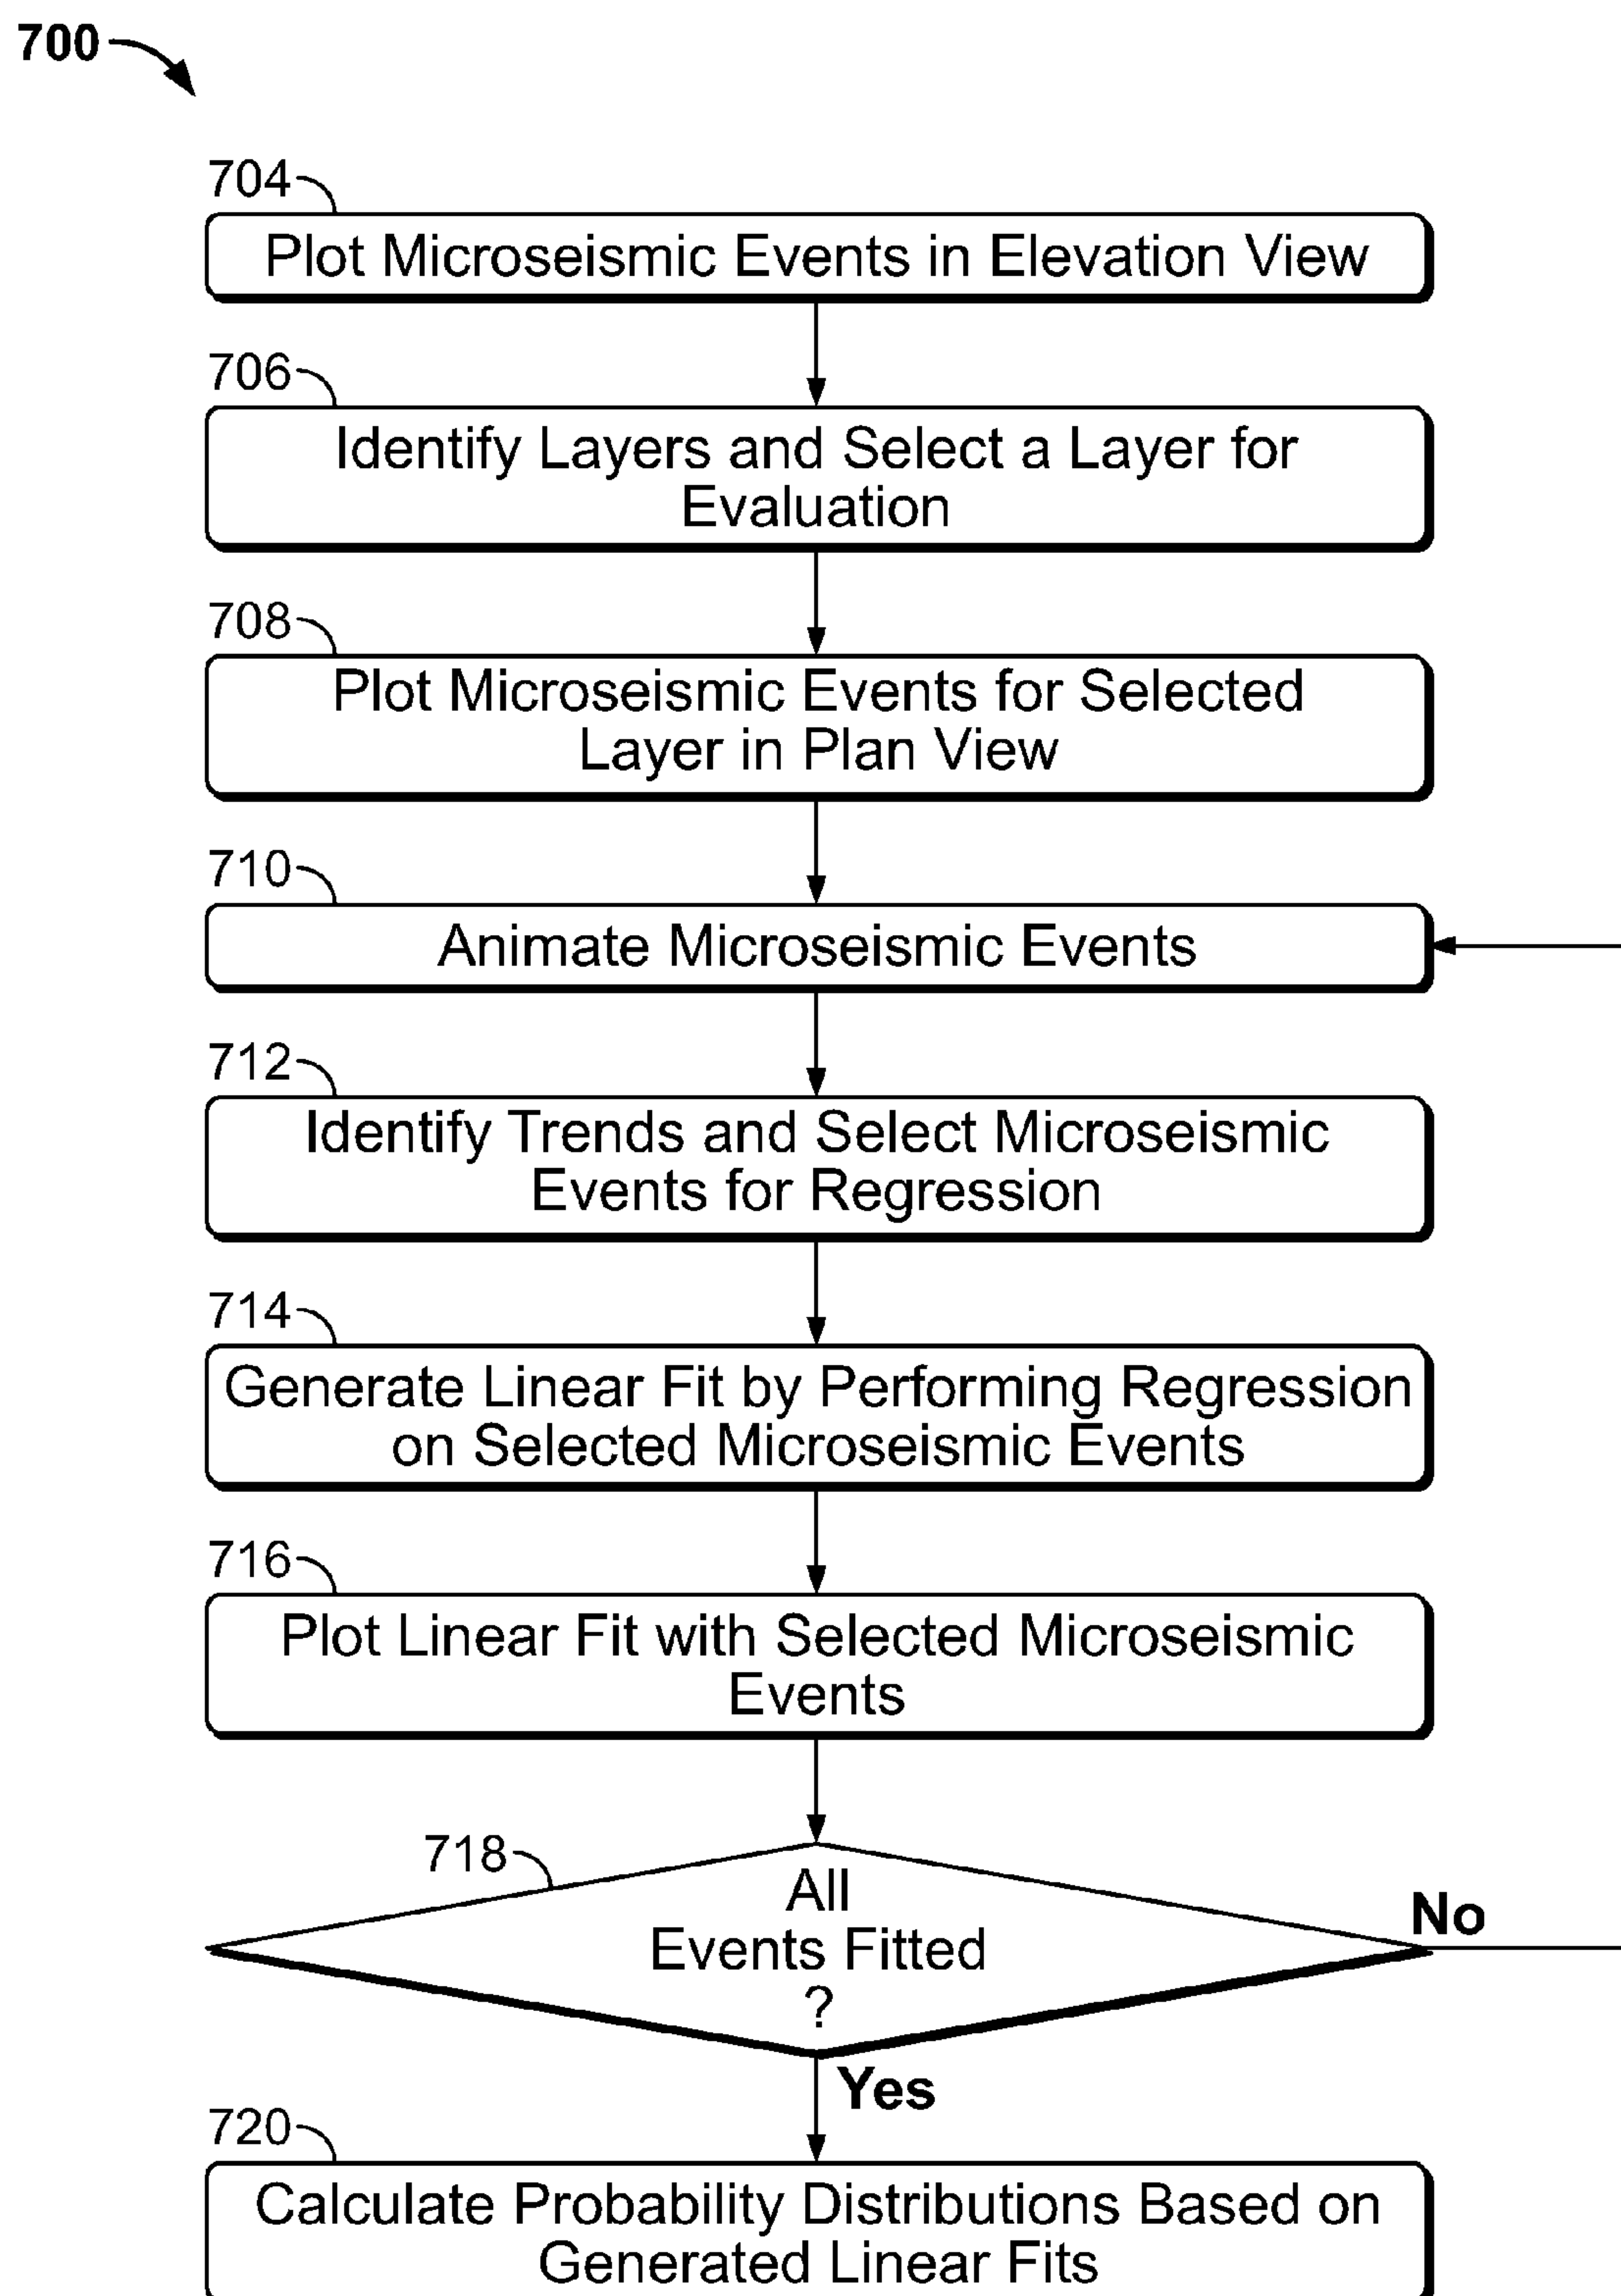 700
704
Plot Microseismic Events in Elevation View
706
Identify Layers and Select a Layer for
Evaluation
708
Plot Microseismic Events for Selected
Layer in Plan View
710
Animate Microseismic Events
712
Identify Trends and Select Microseismic
Events for Regression
714
Generate Linear Fit by Performing Regression
on Selected Microseismic Events
716
Plot Linear Fit with Selected Microseismic
Events
718
All
Events Fitted
?
No
Yes
720
Calculate Probability Distributions Based on
Generated Linear Fits